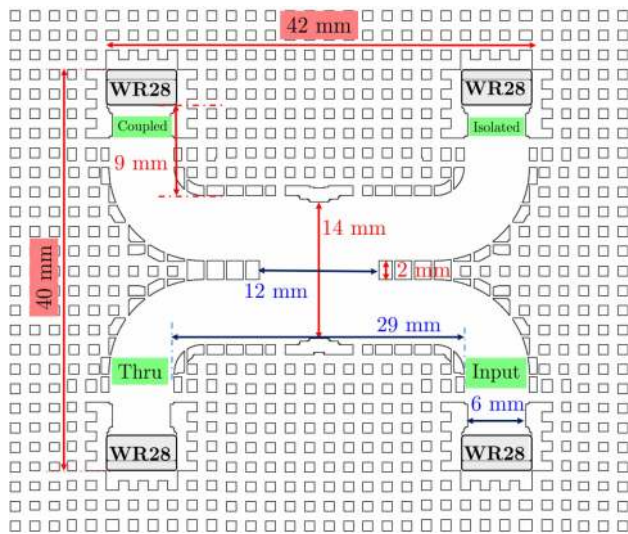 42 mm
WR28
WR28
Coupled
Isolated
9 mm
14 mm
40 mm
2 mm
12 mm
29 mm
Thru
Input
6 mm
WR28
WR28